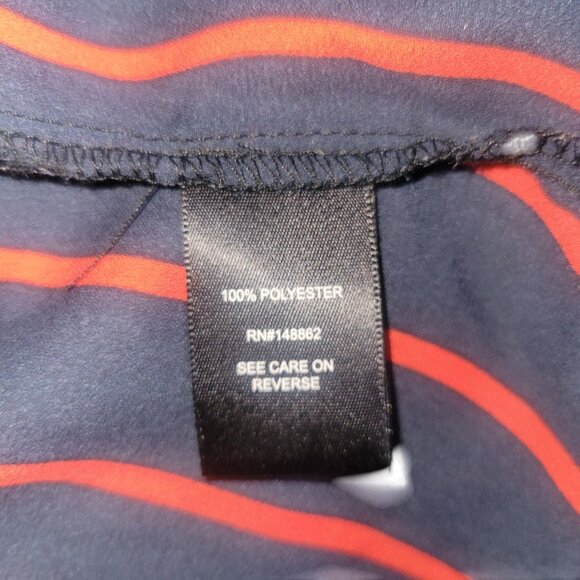 100% POLYESTER
RN#148862
SEE CARE ON
REVERSE